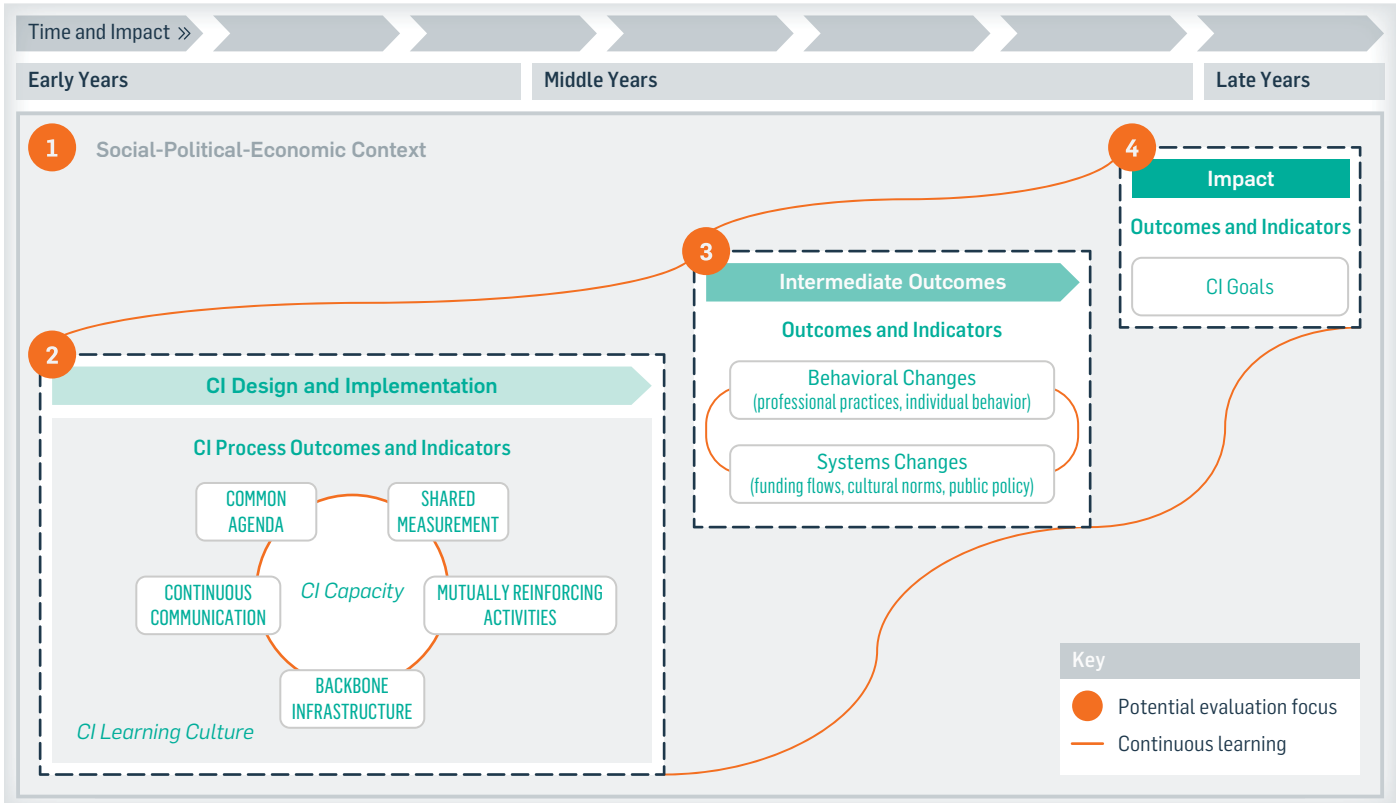 Time and Impact »
Early Years
Middle Years
Late Years
1
Social-Political-Economic Context
4
Impact
Outcomes and Indicators
CI Goals
3
Intermediate Outcomes
Outcomes and Indicators
Behavioral Changes
(professional practices, individual behavior)
Systems Changes
(funding flows, cultural norms, public policy)
2
CI Design and Implementation
CI Process Outcomes and Indicators
COMMON
AGENDA
SHARED
MEASUREMENT
CONTINUOUS
COMMUNICATION
CI Capacity
MUTUALLY REINFORCING
ACTIVITIES
BACKBONE
INFRASTRUCTURE
CI Learning Culture
Key
Potential evaluation focus
Continuous learning